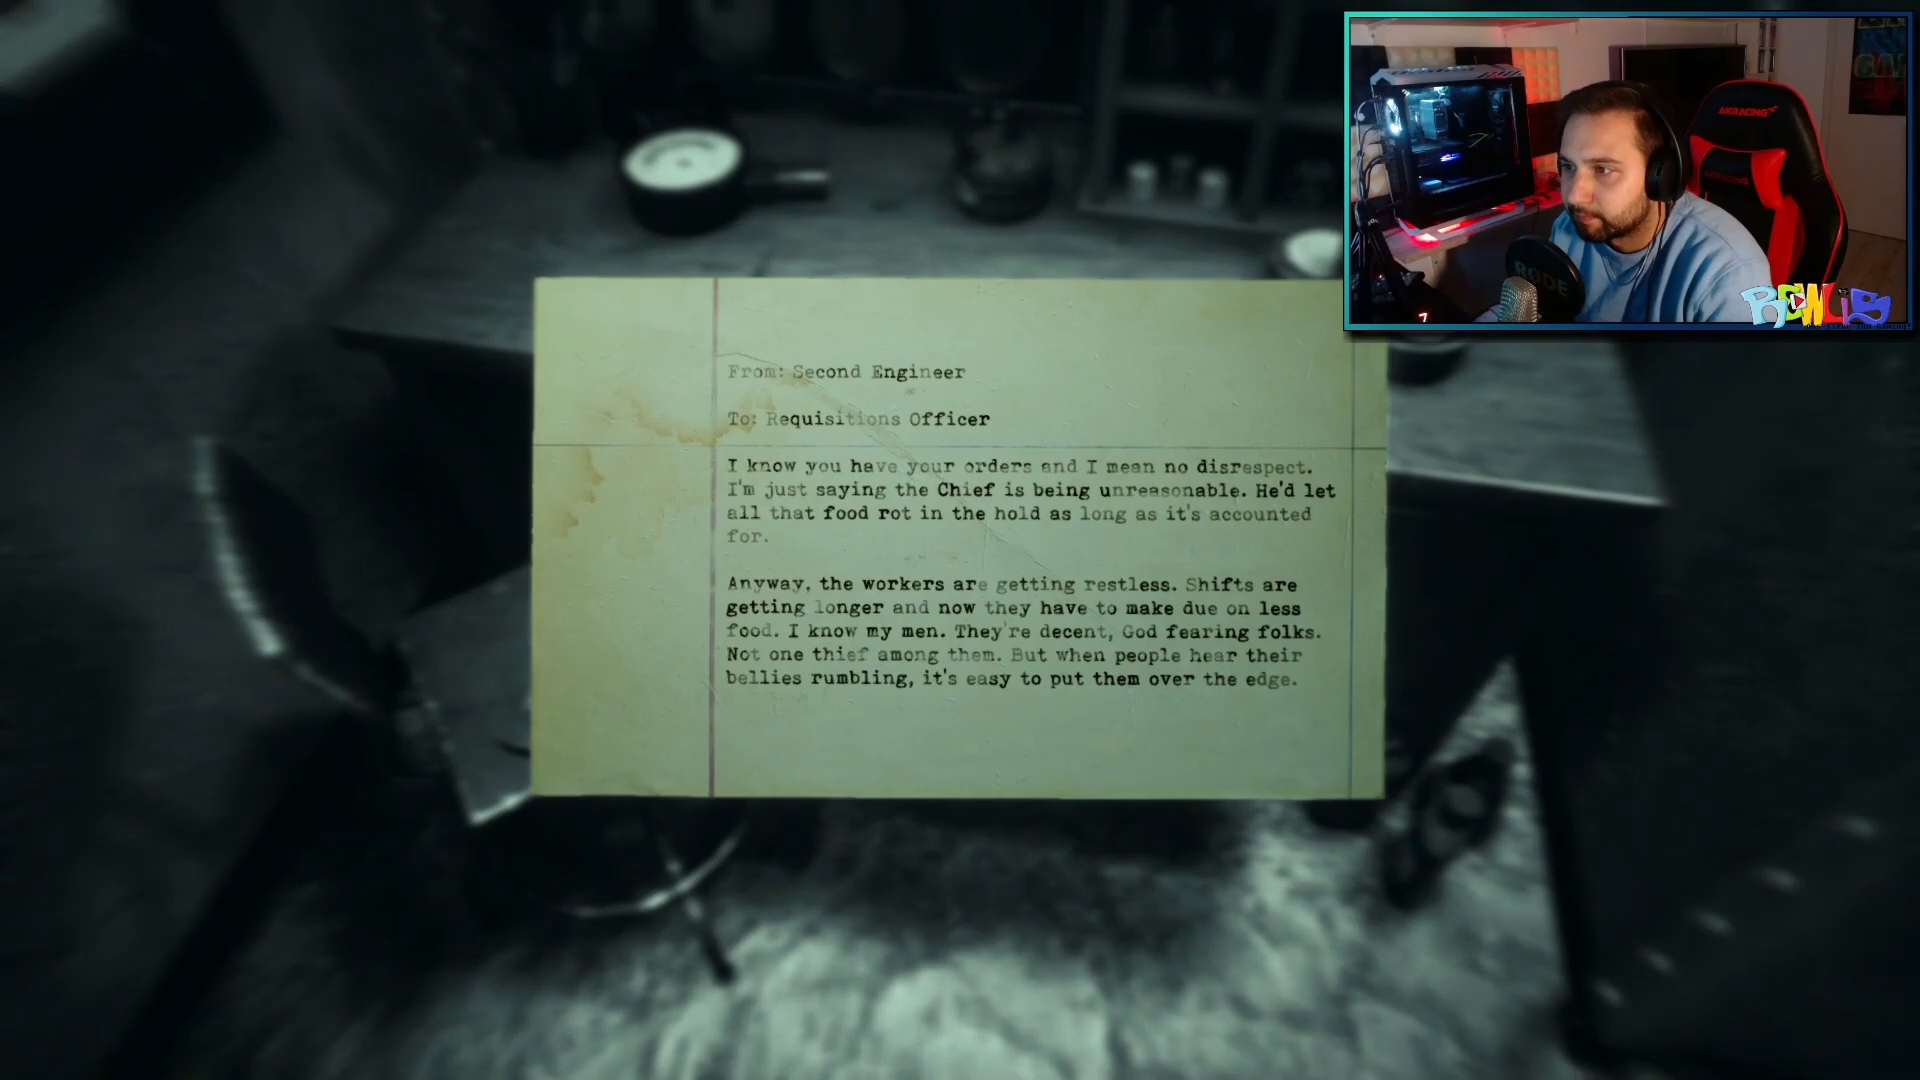 AKRACING
AKRACING
RØDE
From: Second Engineer
To: Requisitions Officer
I know you have your orders and I mean no disrespect.
I'm just saying the Chief is being unreasonable. He'd let
all that food rot in the hold as long as it's accounted
for.
Anyway, the workers are getting restless. Shifts are
getting longer and now they have to make due on less
food. I know my men. They're decent, God fearing folks.
Not one thief among them. But when people hear their
bellies rumbling, it's easy to put them over the edge.